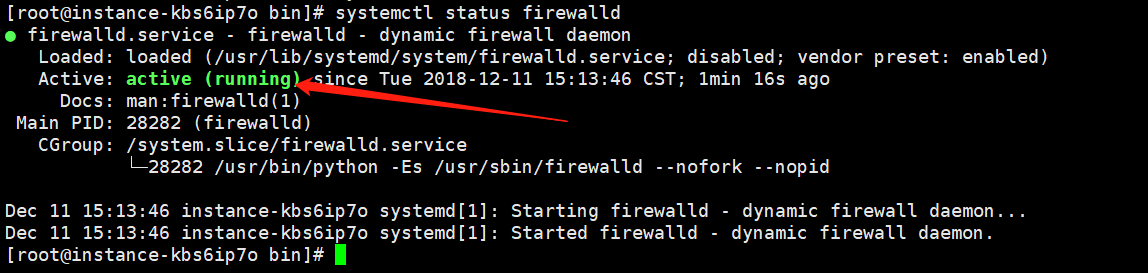 [root@instance-kbs6ip7o bin]# systemctl status firewalld
● firewalld.service - firewalld - dynamic firewall daemon
   Loaded: loaded (/usr/lib/systemd/system/firewalld.service; disabled; vendor preset: enabled)
   Active: active (running) since Tue 2018-12-11 15:13:46 CST; 1min 16s ago
     Docs: man:firewalld(1)
 Main PID: 28282 (firewalld)
   CGroup: /system.slice/firewalld.service
           └─28282 /usr/bin/python -Es /usr/sbin/firewalld --nofork --nopid

Dec 11 15:13:46 instance-kbs6ip7o systemd[1]: Starting firewalld - dynamic firewall daemon...
Dec 11 15:13:46 instance-kbs6ip7o systemd[1]: Started firewalld - dynamic firewall daemon.
[root@instance-kbs6ip7o bin]#